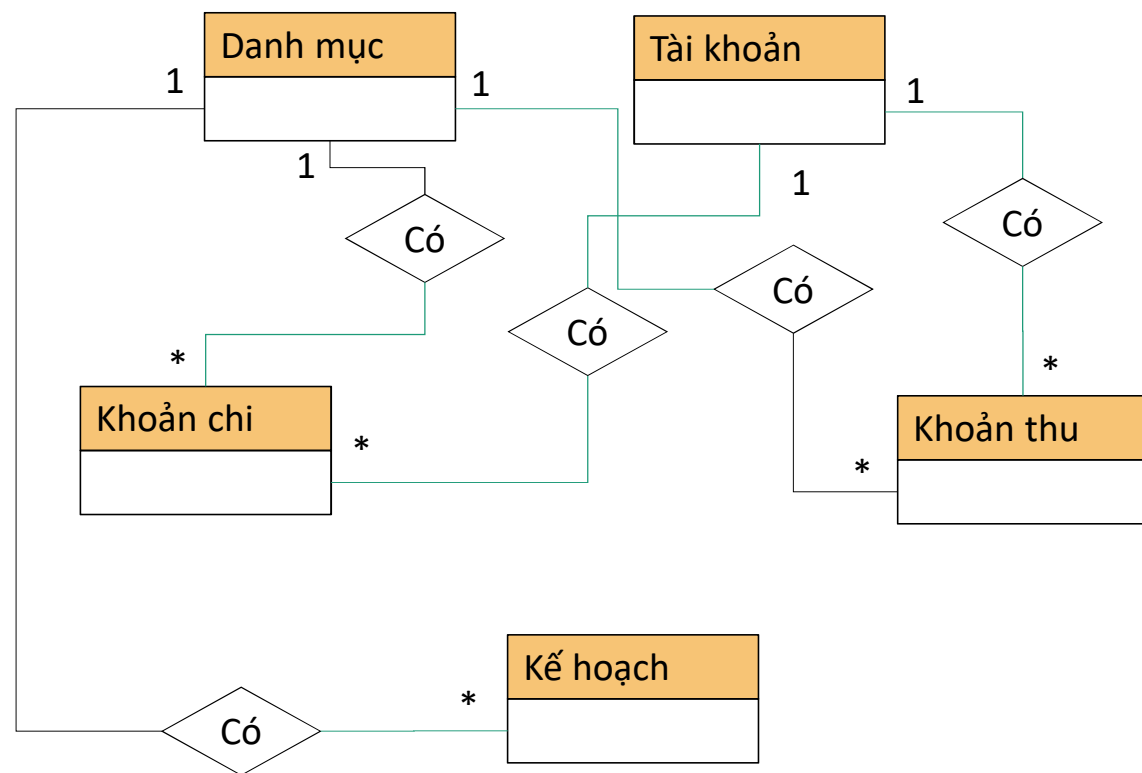 Danh mục
Tài khoản
1
1
1
1
1
Có
Có
Có
Có
*
*
Khoản chi
Khoản thu
*
*
Kế hoạch
*
Có